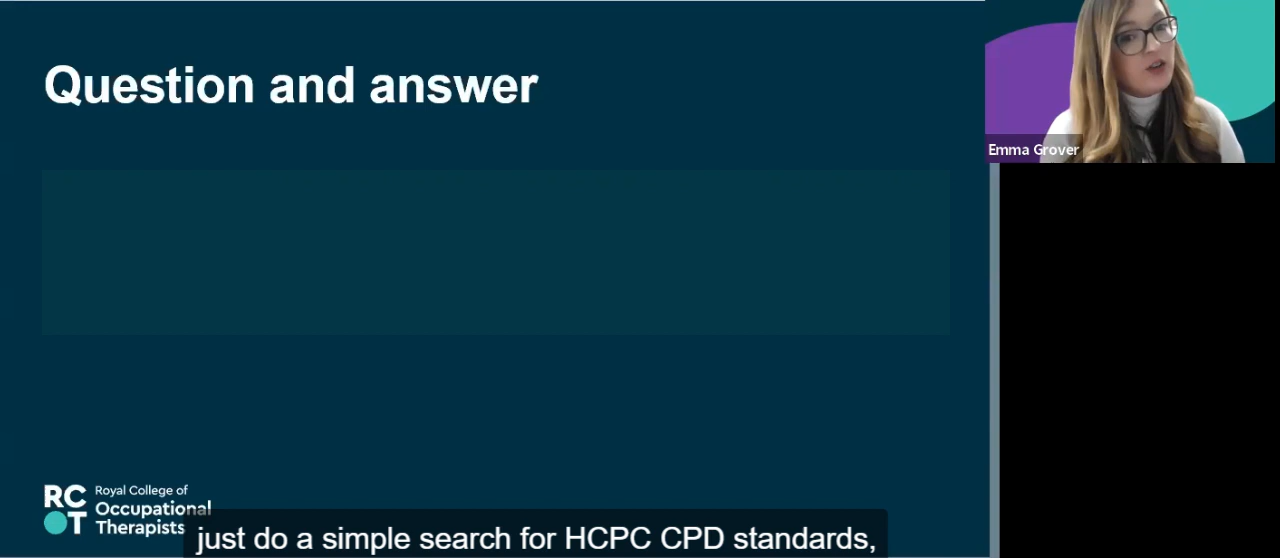 Question and answer
Emma Grover
RC Royal College of
OT Occupational
Therapists
just do a simple search for HCPC CPD standards,